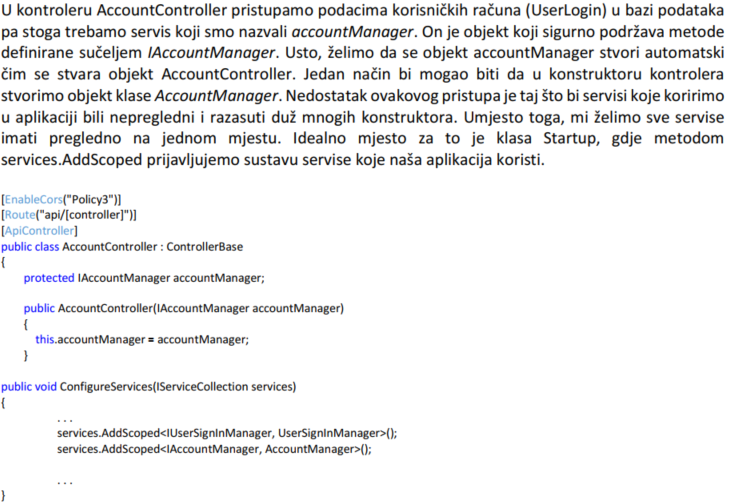 U kontroleru AccountController pristupamo podacima korisničkih računa (UserLogin) u bazi podataka
pa stoga trebamo servis koji smo nazvali accountManager. On je objekt koji sigurno podržava metode
definirane sučeljem IAccountManager. Usto, želimo da se objekt accountManager stvori automatski
čim se stvara objekt AccountController. Jedan način bi mogao biti da u konstruktoru kontrolera
stvorimo objekt klase AccountManager. Nedostatak ovakovog pristupa je taj što bi servisi koje koririmo
u aplikaciji bili nepregledni i razasuti duž mnogih konstruktora. Umjesto toga, mi želimo sve servise
imati pregledno na jednom mjestu. Idealno mjesto za to je klasa Startup, gdje metodom
services.AddScoped prijavljujemo sustavu servise koje naša aplikacija koristi.
[EnableCors("Policy3")]
[Route("api/[controller]")]
[ApiController]
public class AccountController : ControllerBase
{
protected IAccountManager accountManager;
public AccountController(IAccountManager accountManager)
{
this.accountManager = accountManager;
}
public void ConfigureServices(IServiceCollection services)
{
. . .
services.AddScoped<IUserSignInManager, UserSignInManager>();
services.AddScoped<IAccountManager, AccountManager>();
. . .
}